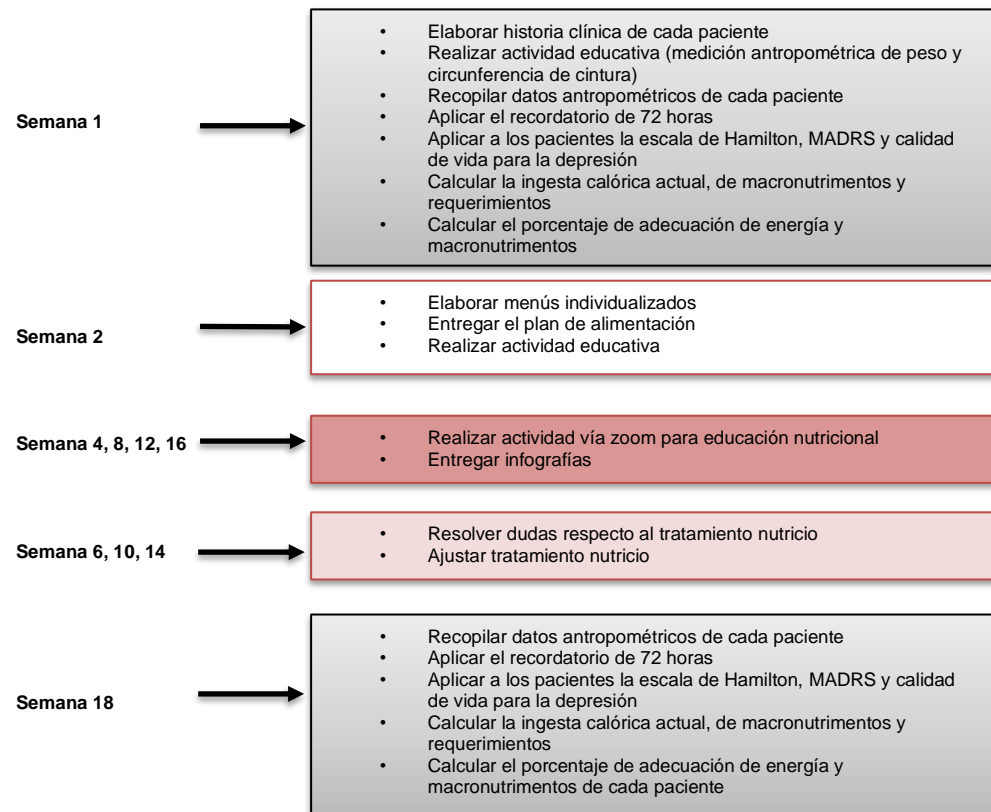 • Elaborar historia clínica de cada paciente
• Realizar actividad educativa (medición antropométrica de peso y
circunferencia de cintura)
• Recopilar datos antropométricos de cada paciente
• Aplicar el recordatorio de 72 horas
• Aplicar a los pacientes la escala de Hamilton, MADRS y calidad
de vida para la depresión
• Calcular la ingesta calórica actual, de macronutrimentos y
requerimientos
• Calcular el porcentaje de adecuación de energía y
macronutrimentos
Semana 1
• Elaborar menús individualizados
• Entregar el plan de alimentación
• Realizar actividad educativa
Semana 2
• Realizar actividad vía zoom para educación nutricional
• Entregar infografías
Semana 4, 8, 12, 16
• Resolver dudas respecto al tratamiento nutricio
• Ajustar tratamiento nutricio
Semana 6, 10, 14
• Recopilar datos antropométricos de cada paciente
• Aplicar el recordatorio de 72 horas
• Aplicar a los pacientes la escala de Hamilton, MADRS y calidad
de vida para la depresión
• Calcular la ingesta calórica actual, de macronutrimentos y
requerimientos
• Calcular el porcentaje de adecuación de energía y
macronutrimentos de cada paciente
Semana 18